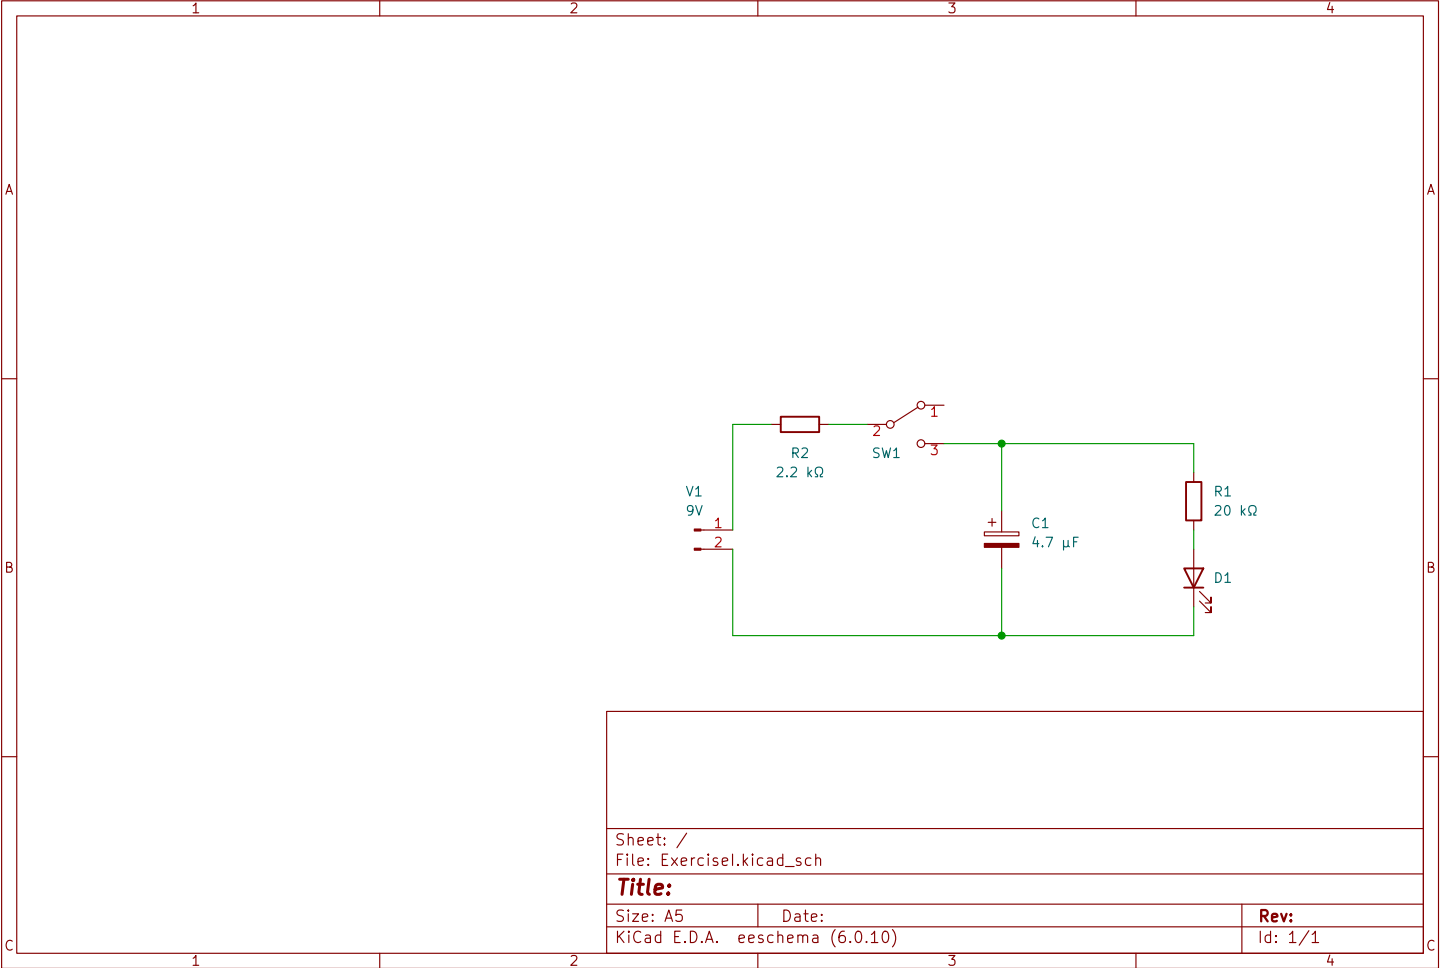 1 2 3 4
A A
1
2 3
R2 SW1
2.2 kΩ
V1 R1
9V 20 kΩ
1 + C1
2 4.7 µF
B D1 B
Sheet: /
File: ExerciseI.kicad_sch
Title:
Size: A5 Date: Rev:
KiCad E.D.A. eeschema (6.0.10) Id: 1/1
C C
1 2 3 4